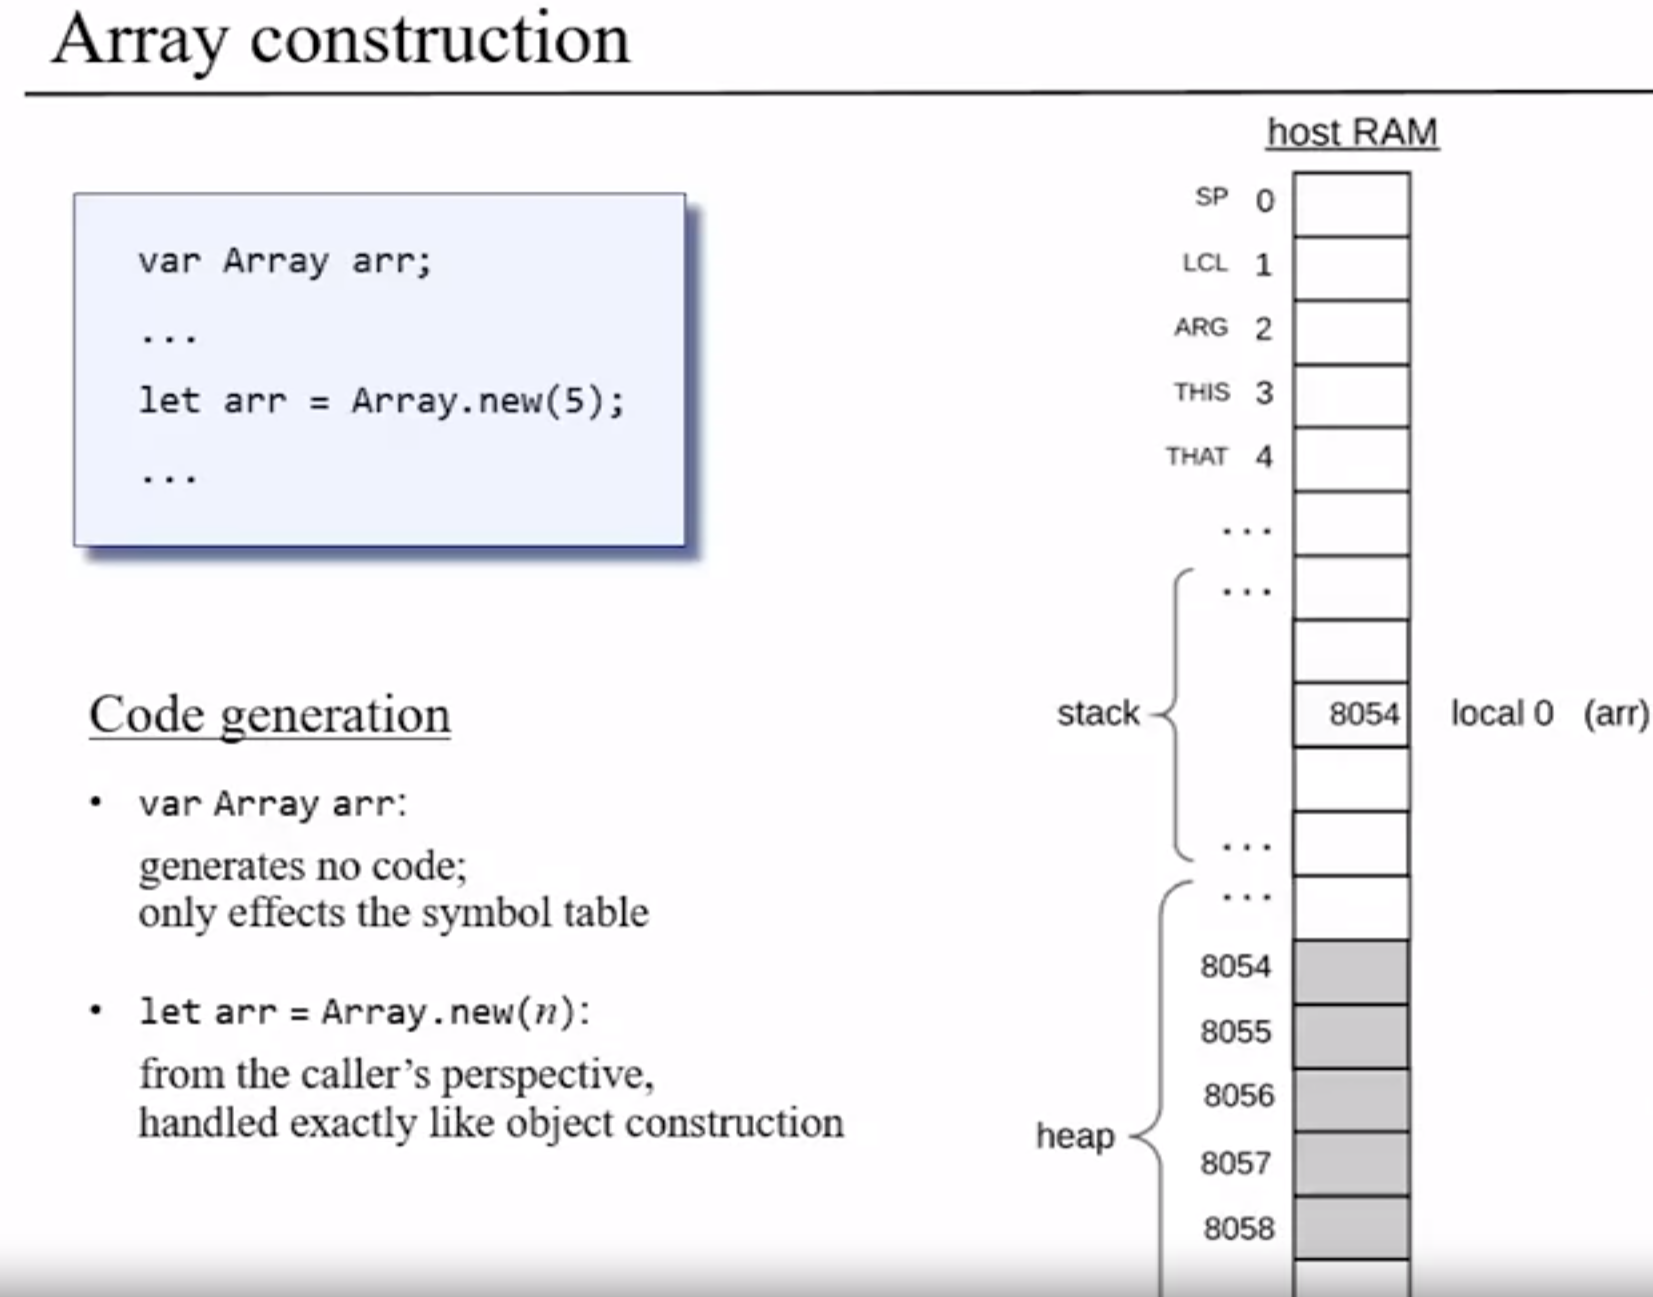 Array construction
var Array arr;
...
let arr = Array.new(5);
...
Code generation
• var Array arr:
generates no code;
only effects the symbol table
• let arr = Array.new(n):
from the caller's perspective,
handled exactly like object construction
host RAM
SP 0
LCL 1
ARG 2
THIS 3
THAT 4
...
...
stack 8054 local 0 (arr)
...
...
8054
8055
8056
heap
8057
8058